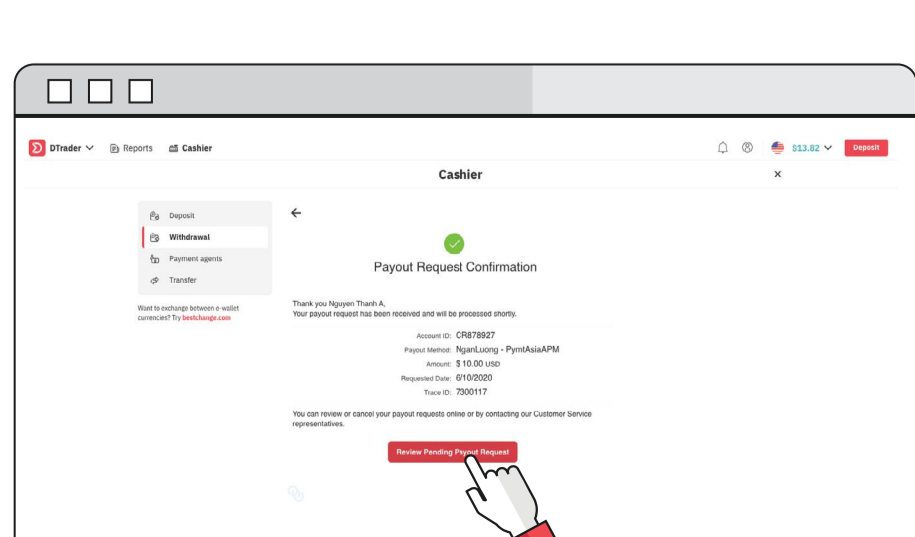 DTrader
Reports
Cashier
$13.82
Deposit
Cashier
Deposit
Withdrawal
Payment agents
Transfer
Want to exchange between e-wallet
currencies? Try bestchange.com
Payout Request Confirmation
Thank you Nguyen Thanh A,
Your payout request has been received and will be processed shortly.
Account ID: CR878927
Payout Method: NganLuong - PymtAsiaAPM
Amount: $ 10.00 USD
Requested Date: 6/10/2020
Trace ID: 7300117
You can review or cancel your payout requests online or by contacting our Customer Service
representatives.
Review Pending Payout Request